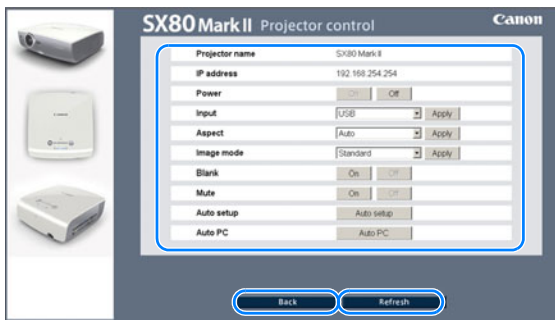 SX80 Mark II Projector control Canon
Projector name SX80 Mark II
IP address 192.168.254.254
Power On Off
Input USB Apply
Aspect Auto Apply
Image mode Standard Apply
Blank On Off
Mute On Off
Auto setup Auto setup
Auto PC Auto PC
Back Refresh